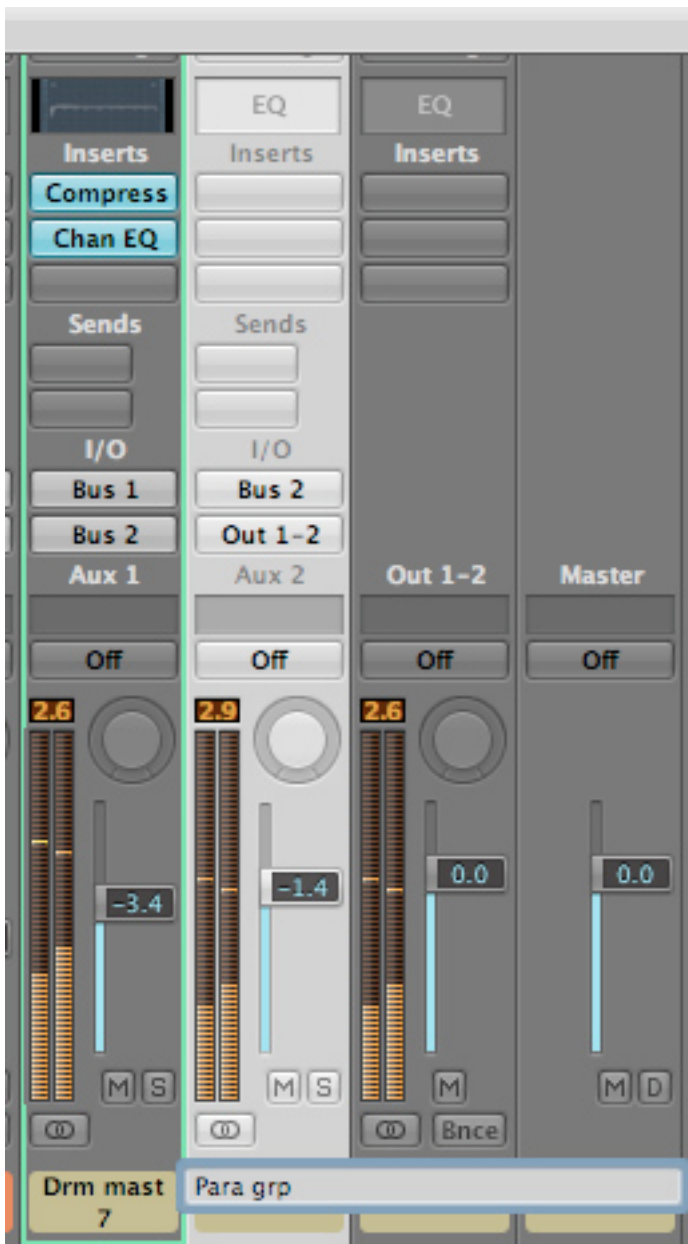 EQ EQ
Inserts Inserts Inserts
Compress
Chan EQ
Sends Sends
I/O I/O
Bus 1 Bus 2
Bus 2 Out 1-2
Aux 1 Aux 2 Out 1-2 Master
Off Off Off Off
2.6 2.9 2.6
-3.4 -1.4 0.0 0.0
M S M S M M D
Bnce
Drm mast Para grp
7